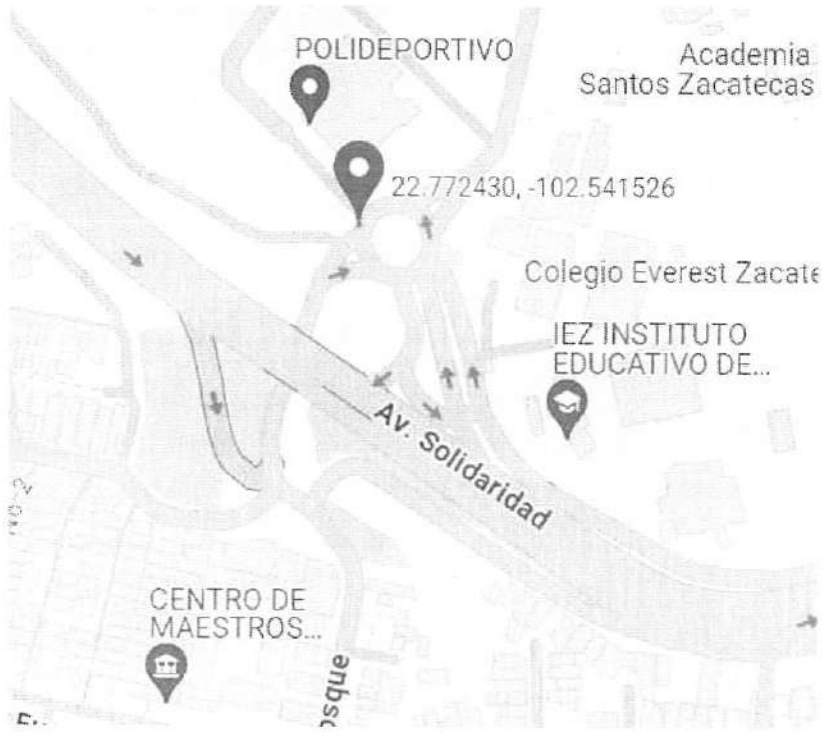 POLIDEPORTIVO
Academia
Santos Zacatecas
22.772430, -102.541526
Colegio Everest Zacate
IEZ INSTITUTO
EDUCATIVO DE...
Av. Solidaridad
CENTRO DE
MAESTROS...
osque